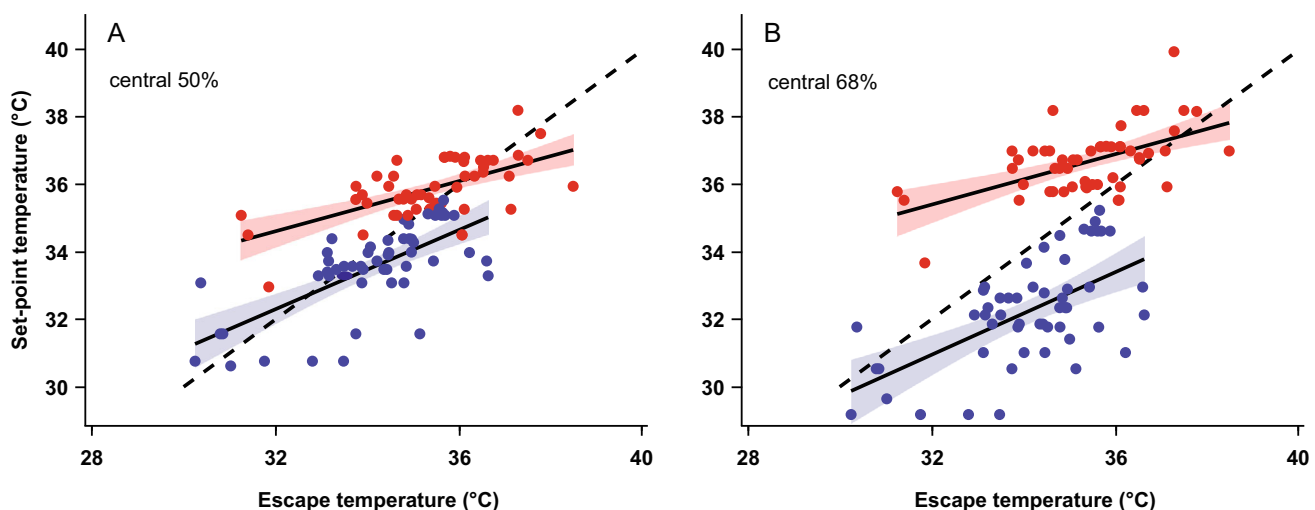 A
central 50%
40
38
36
34
32
30
28
32
36
40
Set-point temperature (°C)
Escape temperature (°C)
B
central 68%
40
38
36
34
32
30
28
32
36
40
Escape temperature (°C)